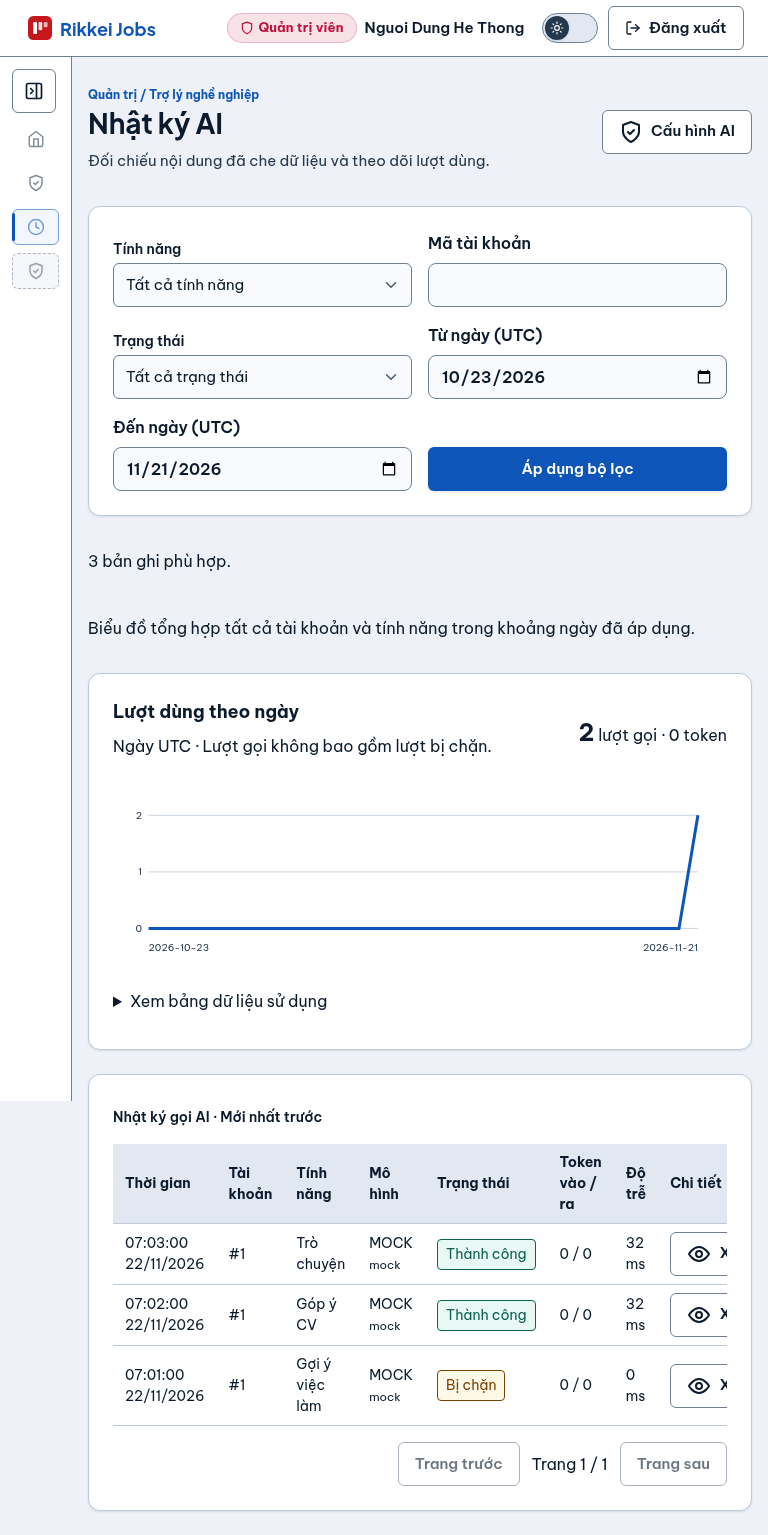 Rikkei Jobs
Quản trị viên
Nguoi Dung He Thong
Đăng xuất
Quản trị / Trợ lý nghề nghiệp
Nhật ký AI
Đối chiếu nội dung đã che dữ liệu và theo dõi lượt dùng.
Cấu hình AI
Tính năng
Mã tài khoản
Tất cả tính năng
Trạng thái
Từ ngày (UTC)
Tất cả trạng thái
10/23/2026
Đến ngày (UTC)
11/21/2026
Áp dụng bộ lọc
3 bản ghi phù hợp.
Biểu đồ tổng hợp tất cả tài khoản và tính năng trong khoảng ngày đã áp dụng.
Lượt dùng theo ngày
Ngày UTC · Lượt gọi không bao gồm lượt bị chặn.
2 lượt gọi · 0 token
2
1
0
2026-10-23
2026-11-21
Xem bảng dữ liệu sử dụng
Nhật ký gọi AI · Mới nhất trước
Thời gian
Tài khoản
Tính năng
Mô hình
Trạng thái
Token vào / ra
Độ trễ
Chi tiết
07:03:00 22/11/2026
#1
Trò chuyện
MOCK mock
Thành công
0 / 0
32 ms
07:02:00 22/11/2026
#1
Góp ý CV
MOCK mock
Thành công
0 / 0
32 ms
07:01:00 22/11/2026
#1
Gợi ý việc làm
MOCK mock
Bị chặn
0 / 0
0 ms
Trang trước
Trang 1 / 1
Trang sau